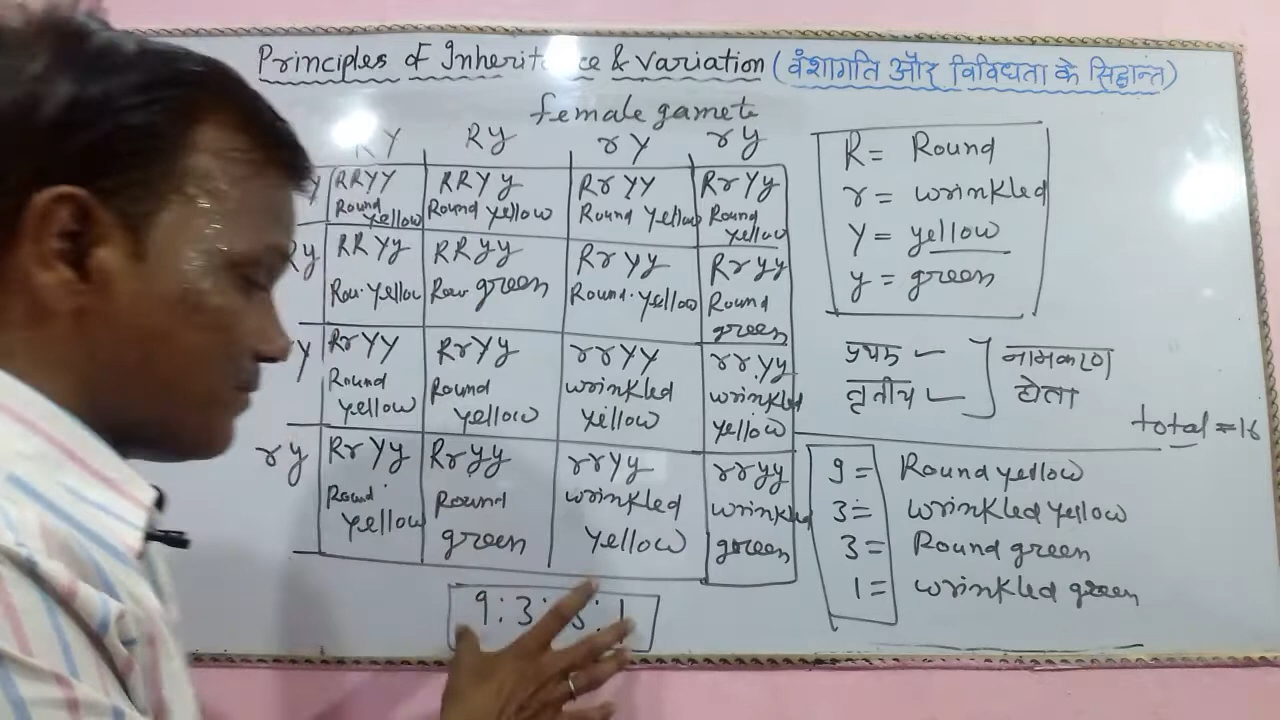 Principles of Inheritance & Variation (वंशागति और विविधता के सिद्धान्त)
female gamete
RY Ry rY ry
Y RRYY RRYy RrYY RrYy
Round Yellow Round Yellow Round Yellow Round Yellow
Ry RRYy RRyy RrYy Rryy
Rou. Yellow Rou green Round. Yellow Round green
Y RrYY RrYy rrYY rrYy
Round Yellow Round Yellow wrinkled Yellow wrinkled Yellow
ry RrYy Rryy rrYy rryy
Round Yellow Round green wrinkled Yellow wrinkled green
9:3:3:1
R = Round
r = wrinkled
Y = yellow
y = green
प्रथम
तृतीय
नामकरण
होता
total = 16
9 = Round yellow
3 = wrinkled yellow
3 = Round green
1 = wrinkled green